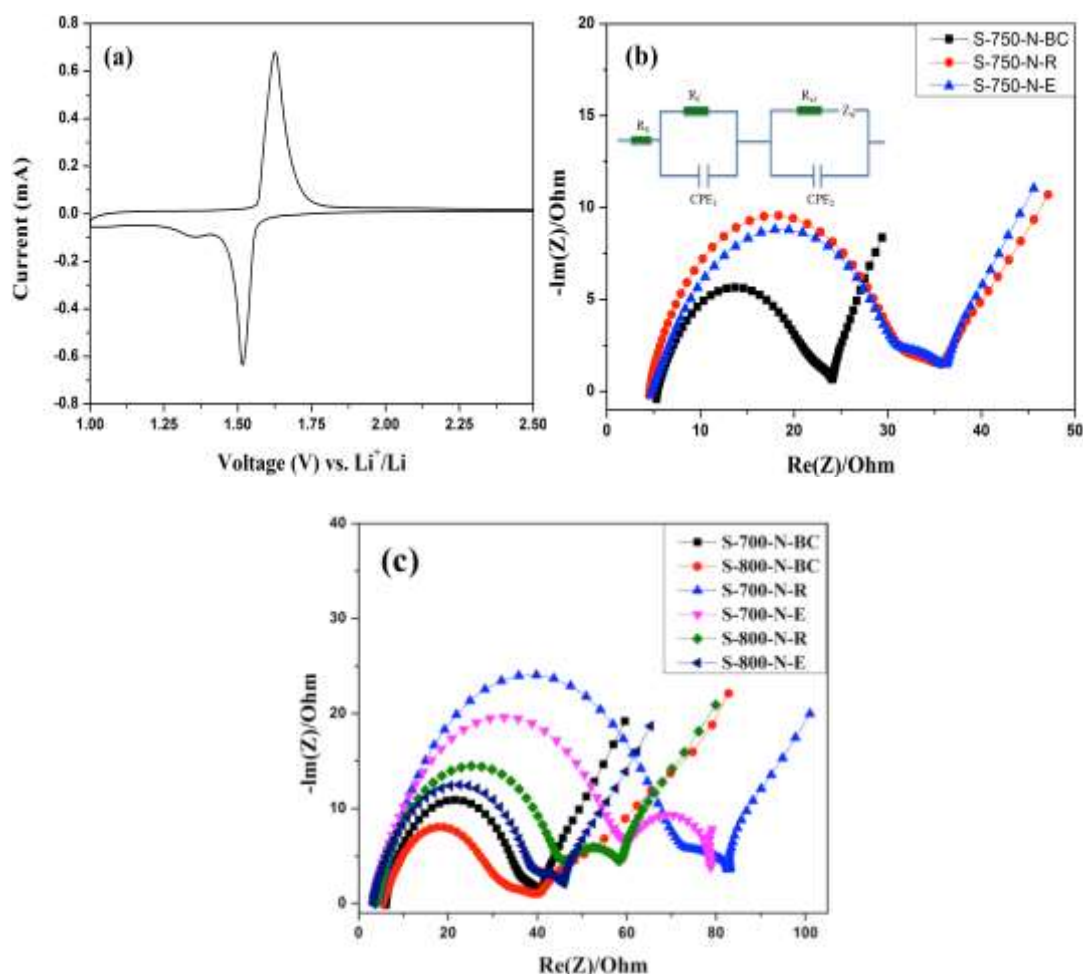 (a)
0.8
0.6
0.4
0.2
0.0
-0.2
-0.4
-0.6
-0.8
Current (mA)
1.00 1.25 1.50 1.75 2.00 2.25 2.50
Voltage (V) vs. Li⁺/Li
(b)
S-750-N-BC
S-750-N-R
S-750-N-E
CPE₁ CPE₂
20
15
10
5
0
-Im(Z)/Ohm
0 10 20 30 40 50
Re(Z)/Ohm
(c)
S-700-N-BC
S-800-N-BC
S-700-N-R
S-700-N-E
S-800-N-R
S-800-N-E
40
30
20
10
0
-Im(Z)/Ohm
0 20 40 60 80 100
Re(Z)/Ohm